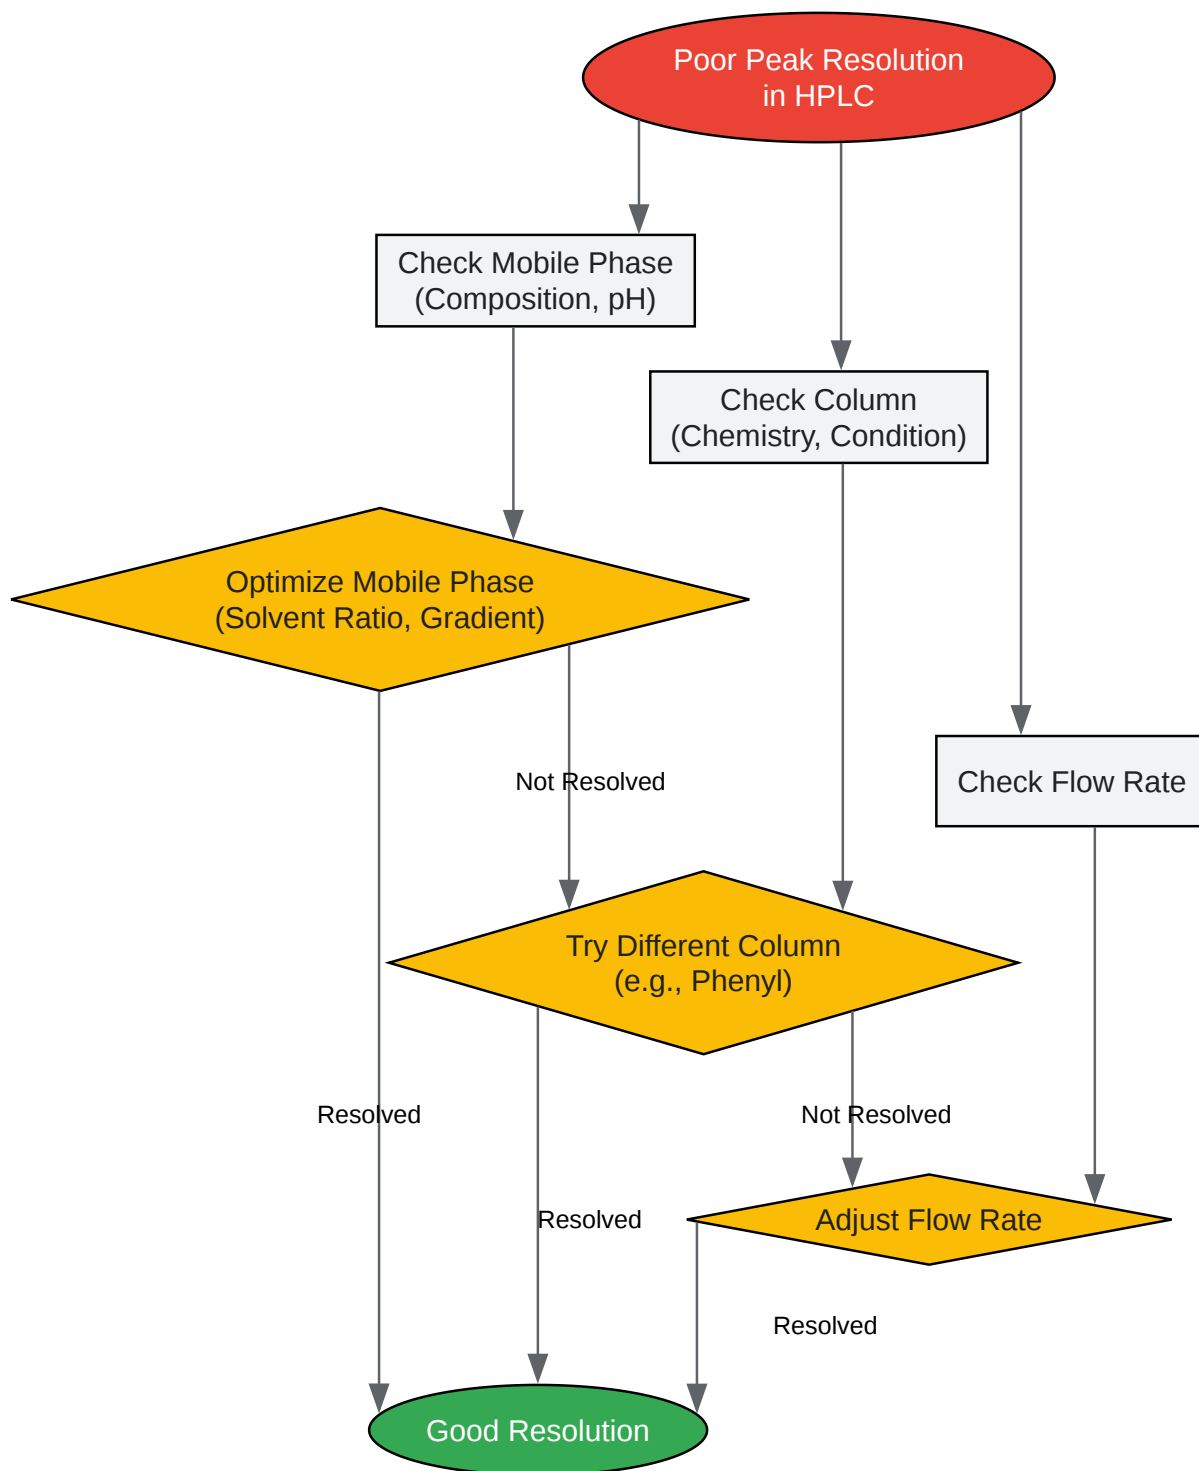 Poor Peak Resolution
in HPLC
Check Mobile Phase
(Composition, pH)
Check Column
(Chemistry, Condition)
Optimize Mobile Phase
(Solvent Ratio, Gradient)
Not Resolved
Check Flow Rate
Try Different Column
(e.g., Phenyl)
Resolved
Not Resolved
Resolved
Adjust Flow Rate
Resolved
Good Resolution